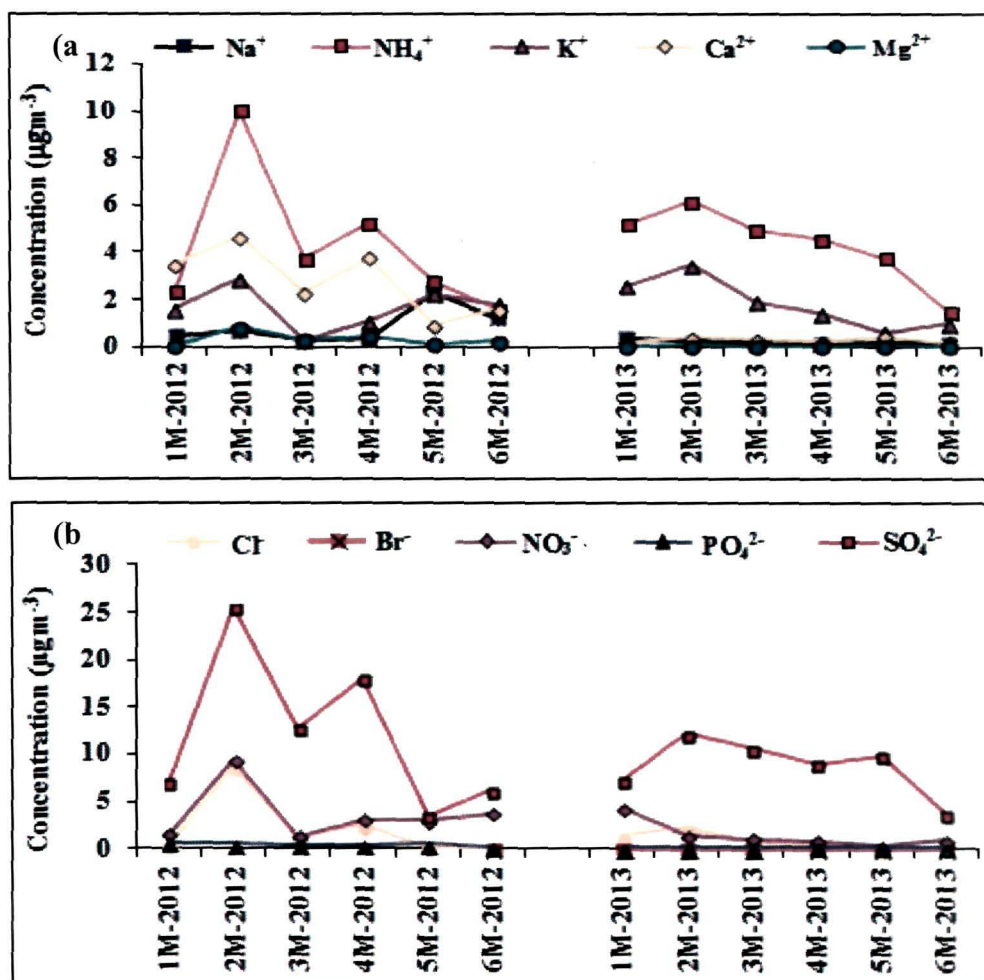 (a Na⁺ NH₄⁺ K⁺ Ca²⁺ Mg²⁺
Concentration (µgm⁻³)
12
10
8
6
4
2
0
1M-2012 2M-2012 3M-2012 4M-2012 5M-2012 6M-2012 1M-2013 2M-2013 3M-2013 4M-2013 5M-2013 6M-2013
(b Cl⁻ Br⁻ NO₃⁻ PO₄²⁻ SO₄²⁻
Concentration (µgm⁻³)
30
25
20
15
10
5
0
1M-2012 2M-2012 3M-2012 4M-2012 5M-2012 6M-2012 1M-2013 2M-2013 3M-2013 4M-2013 5M-2013 6M-2013